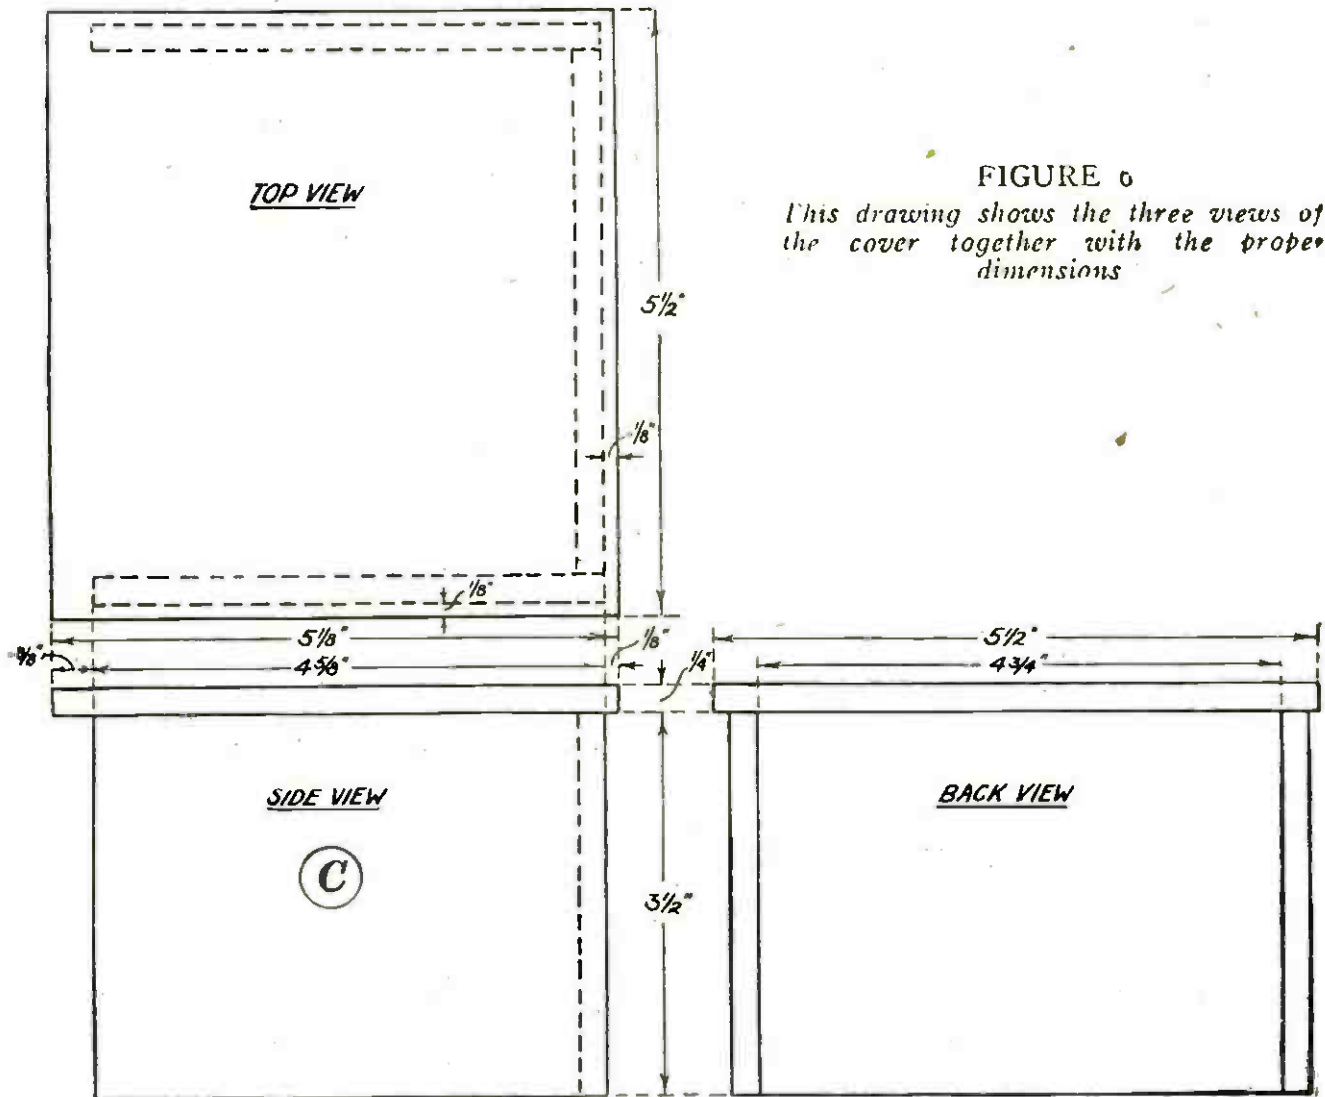 TOP VIEW
FIGURE 6
This drawing shows the three views of
the cover together with the proper
dimensions
5½"
⅛"
⅛"
5⅛"
⅛"
5½"
⅜"
4⅝"
¼"
4¾"
SIDE VIEW
BACK VIEW
C
3½"